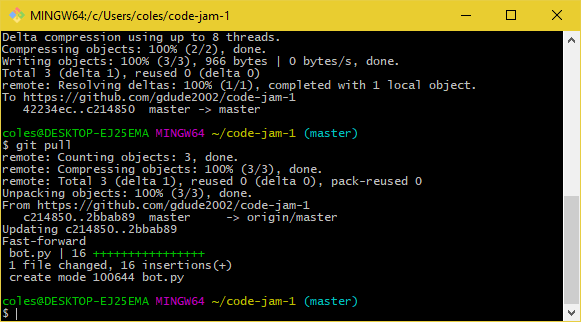 MINGW64:/c/Users/coles/code-jam-1
Delta compression using up to 8 threads.
Compressing objects: 100% (2/2), done.
Writing objects: 100% (3/3), 966 bytes | 0 bytes/s, done.
Total 3 (delta 1), reused 0 (delta 0)
remote: Resolving deltas: 100% (1/1), completed with 1 local object.
To https://github.com/gdude2002/code-jam-1
   42234ec..c214850  master -> master

coles@DESKTOP-EJ25EMA MINGW64 ~/code-jam-1 (master)
$ git pull
remote: Counting objects: 3, done.
remote: Compressing objects: 100% (3/3), done.
remote: Total 3 (delta 1), reused 0 (delta 0), pack-reused 0
Unpacking objects: 100% (3/3), done.
From https://github.com/gdude2002/code-jam-1
   c214850..2bbab89  master     -> origin/master
Updating c214850..2bbab89
Fast-forward
 bot.py | 16 ++++++++++++++++
 1 file changed, 16 insertions(+)
 create mode 100644 bot.py

coles@DESKTOP-EJ25EMA MINGW64 ~/code-jam-1 (master)
$